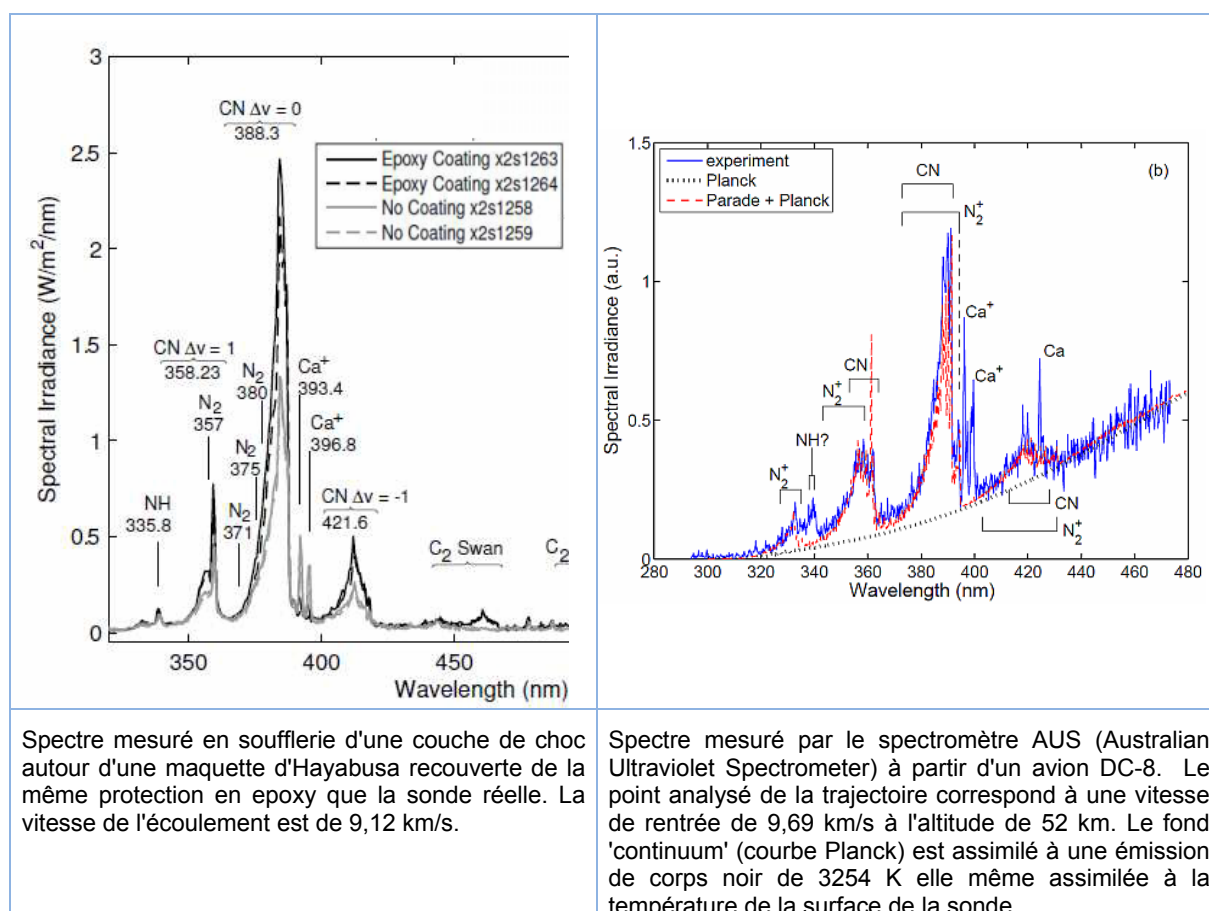 3
2.5
2
1.5
1
0.5
0
350
400
450
Spectral Irradiance (W/m²/nm)
Wavelength (nm)
CN Δv = 0
388.3
Epoxy Coating x2s1263
Epoxy Coating x2s1264
No Coating x2s1258
No Coating x2s1259
CN Δv = 1
358.23
N₂
357
N₂
380
N₂
375
N₂
371
NH
335.8
Ca⁺
393.4
Ca⁺
396.8
CN Δv = -1
421.6
C₂ Swan
C₂
1.5
1
0.5
0
280
300
320
340
360
380
400
420
440
460
480
Spectral Irradiance (a.u.)
Wavelength (nm)
experiment
Planck
Parade + Planck
(b)
CN
N₂⁺
Ca⁺
Ca⁺
Ca
CN
N₂⁺
NH?
N₂⁺
CN
N₂⁺
Spectre mesuré en soufflerie d'une couche de choc
autour d'une maquette d'Hayabusa recouverte de la
même protection en epoxy que la sonde réelle. La
vitesse de l'écoulement est de 9,12 km/s.
Spectre mesuré par le spectromètre AUS (Australian
Ultraviolet Spectrometer) à partir d'un avion DC-8. Le
point analysé de la trajectoire correspond à une vitesse
de rentrée de 9,69 km/s à l'altitude de 52 km. Le fond
'continuum' (courbe Planck) est assimilé à une émission
de corps noir de 3254 K elle même assimilée à la
température de la surface de la sonde.